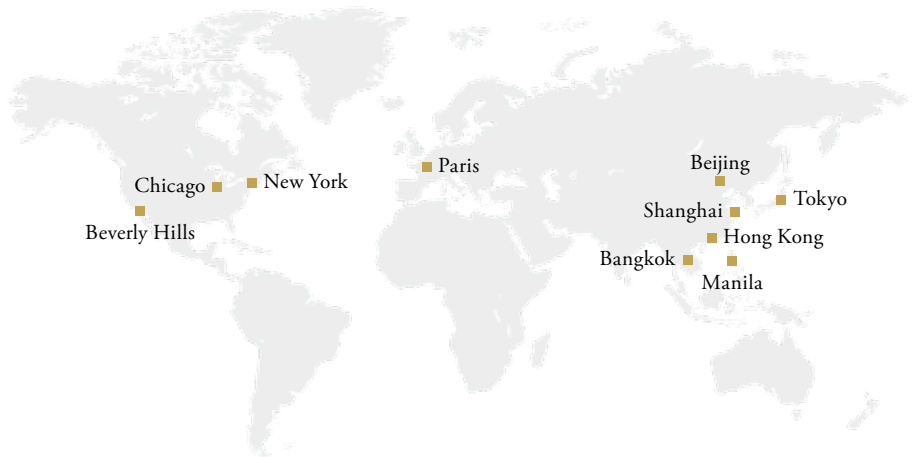 Beijing
Paris
New York
Chicago
Tokyo
Shanghai
Beverly Hills
Hong Kong
Bangkok
Manila